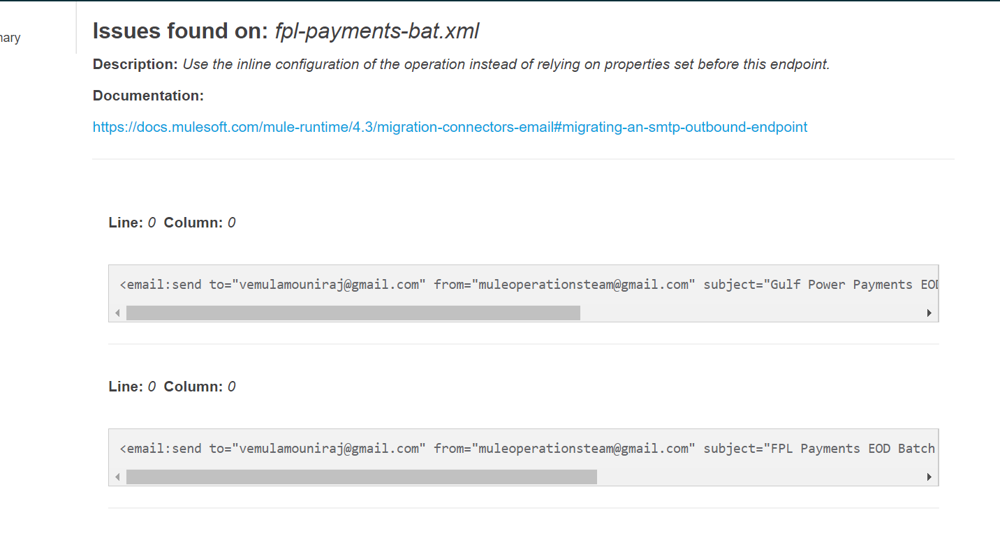 nary
Issues found on: fpl-payments-bat.xml
Description: Use the inline configuration of the operation instead of relying on properties set before this endpoint.
Documentation:
https://docs.mulesoft.com/mule-runtime/4.3/migration-connectors-email#migrating-an-smtp-outbound-endpoint
Line: 0 Column: 0
<email:send to="vemulamouniraj@gmail.com" from="muleoperationsteam@gmail.com" subject="Gulf Power Payments EOD
Line: 0 Column: 0
<email:send to="vemulamouniraj@gmail.com" from="muleoperationsteam@gmail.com" subject="FPL Payments EOD Batch